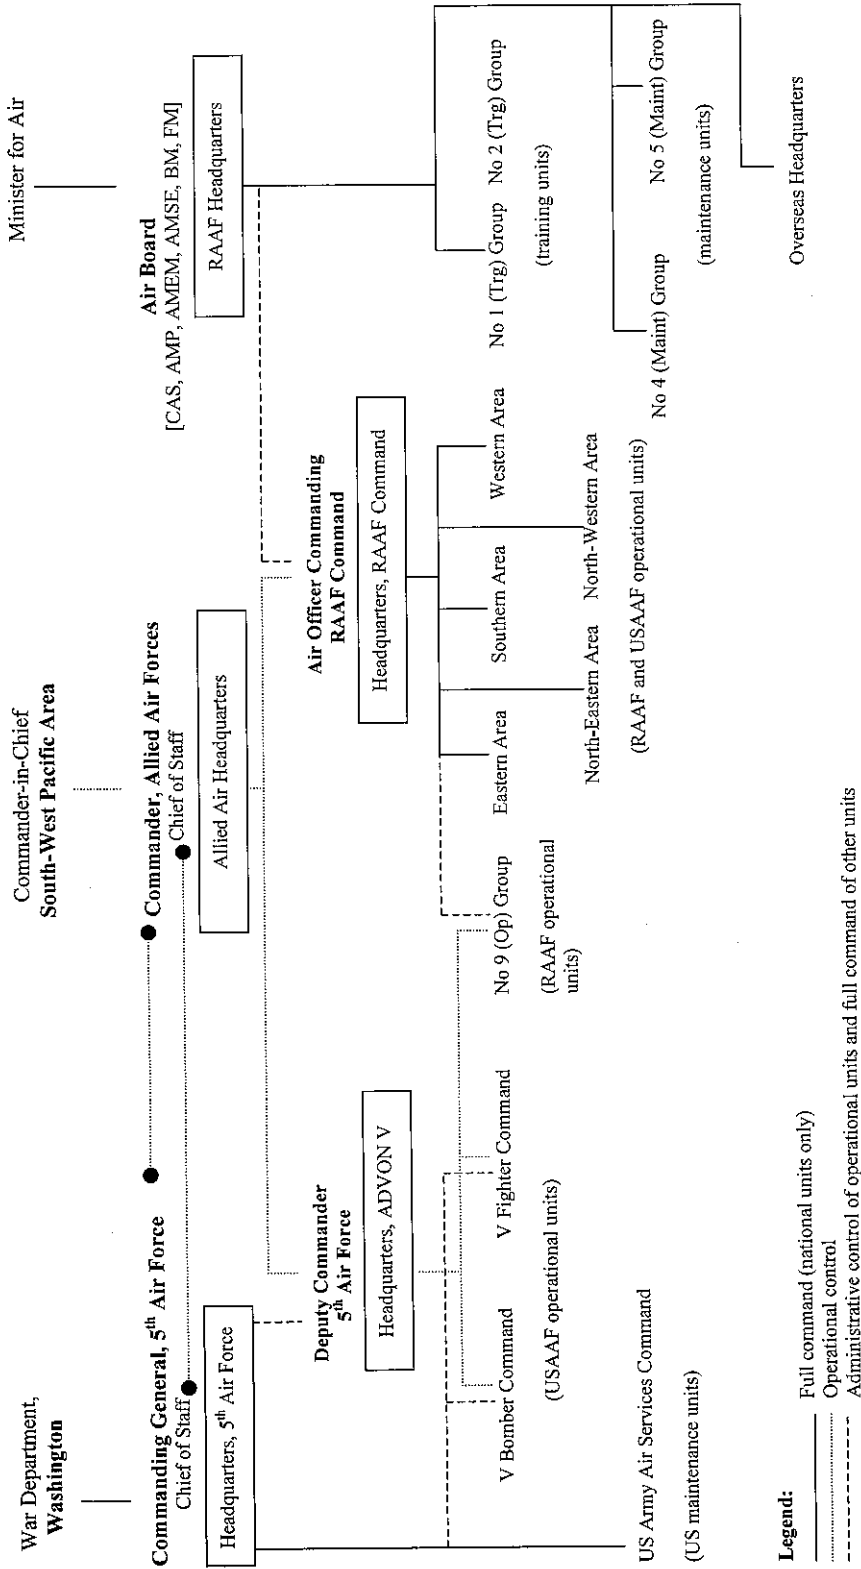 War Department,
Washington
Commanding General, 5th Air Force
Chief of Staff
Headquarters, 5th Air Force
Deputy Commander
5th Air Force
Headquarters, ADVON V
V Bomber Command
V Fighter Command
(USAAF operational units)
US Army Air Services Command
(US maintenance units)
Commander-in-Chief
South-West Pacific Area
Commander, Allied Air Forces
Chief of Staff
Allied Air Headquarters
Air Officer Commanding
RAAF Command
Headquarters, RAAF Command
No 9 (Op) Group
(RAAF operational
units)
Eastern Area
Southern Area
Western Area
North-Eastern Area
North-Western Area
(RAAF and USAAF operational units)
Minister for Air
Air Board
[CAS, AMP, AMEM, AMSE, BM, FM]
RAAF Headquarters
No 1 (Trg) Group
No 2 (Trg) Group
(training units)
No 4 (Maint) Group
No 5 (Maint) Group
(maintenance units)
Overseas Headquarters
Legend:
Full command (national units only)
Operational control
Administrative control of operational units and full command of other units